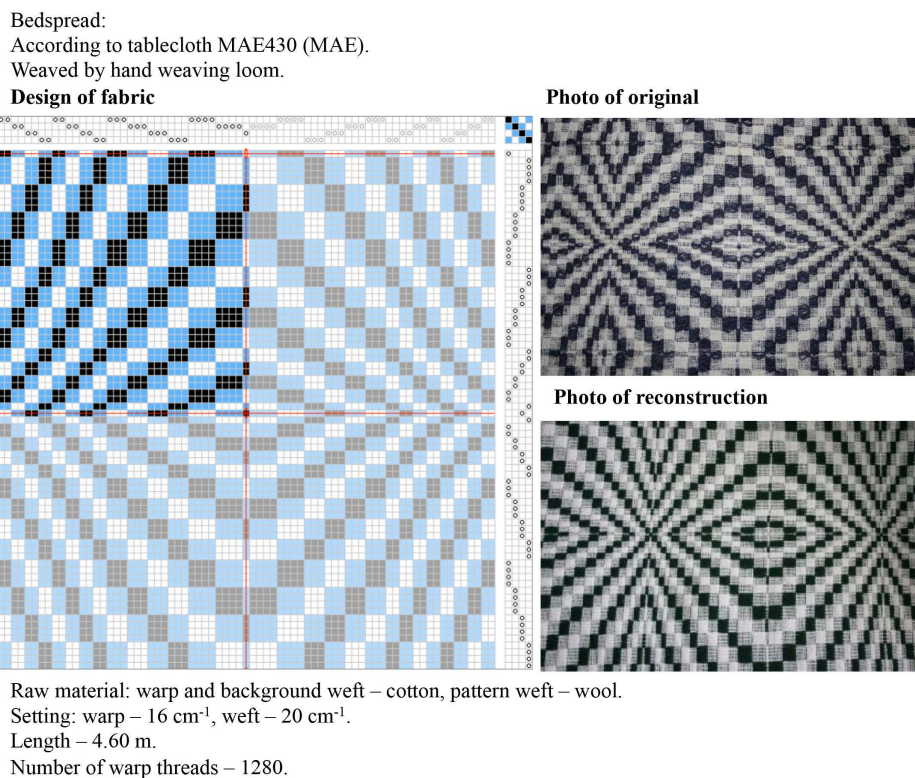 Bedspread:
According to tablecloth MAE430 (MAE).
Weaved by hand weaving loom.
Design of fabric
Photo of original
Photo of reconstruction
Raw material: warp and background weft – cotton, pattern weft – wool.
Setting: warp – 16 cm⁻¹, weft – 20 cm⁻¹.
Length – 4.60 m.
Number of warp threads – 1280.